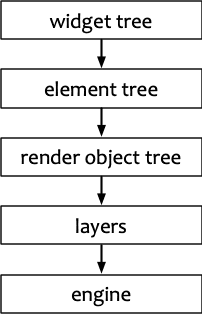 widget tree
element tree
render object tree
layers
engine